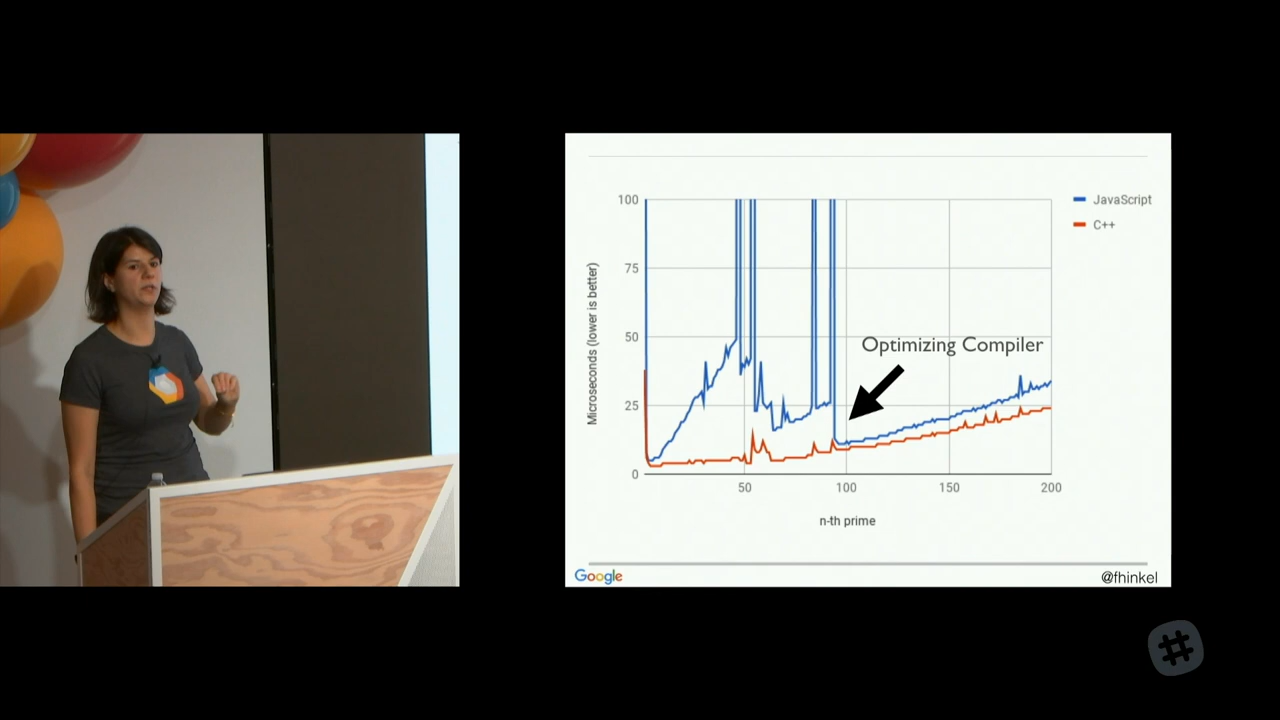 100
75
50
25
0
Microseconds (lower is better)
50
100
150
200
n-th prime
JavaScript
C++
Optimizing Compiler
Google
@fhinkel
#